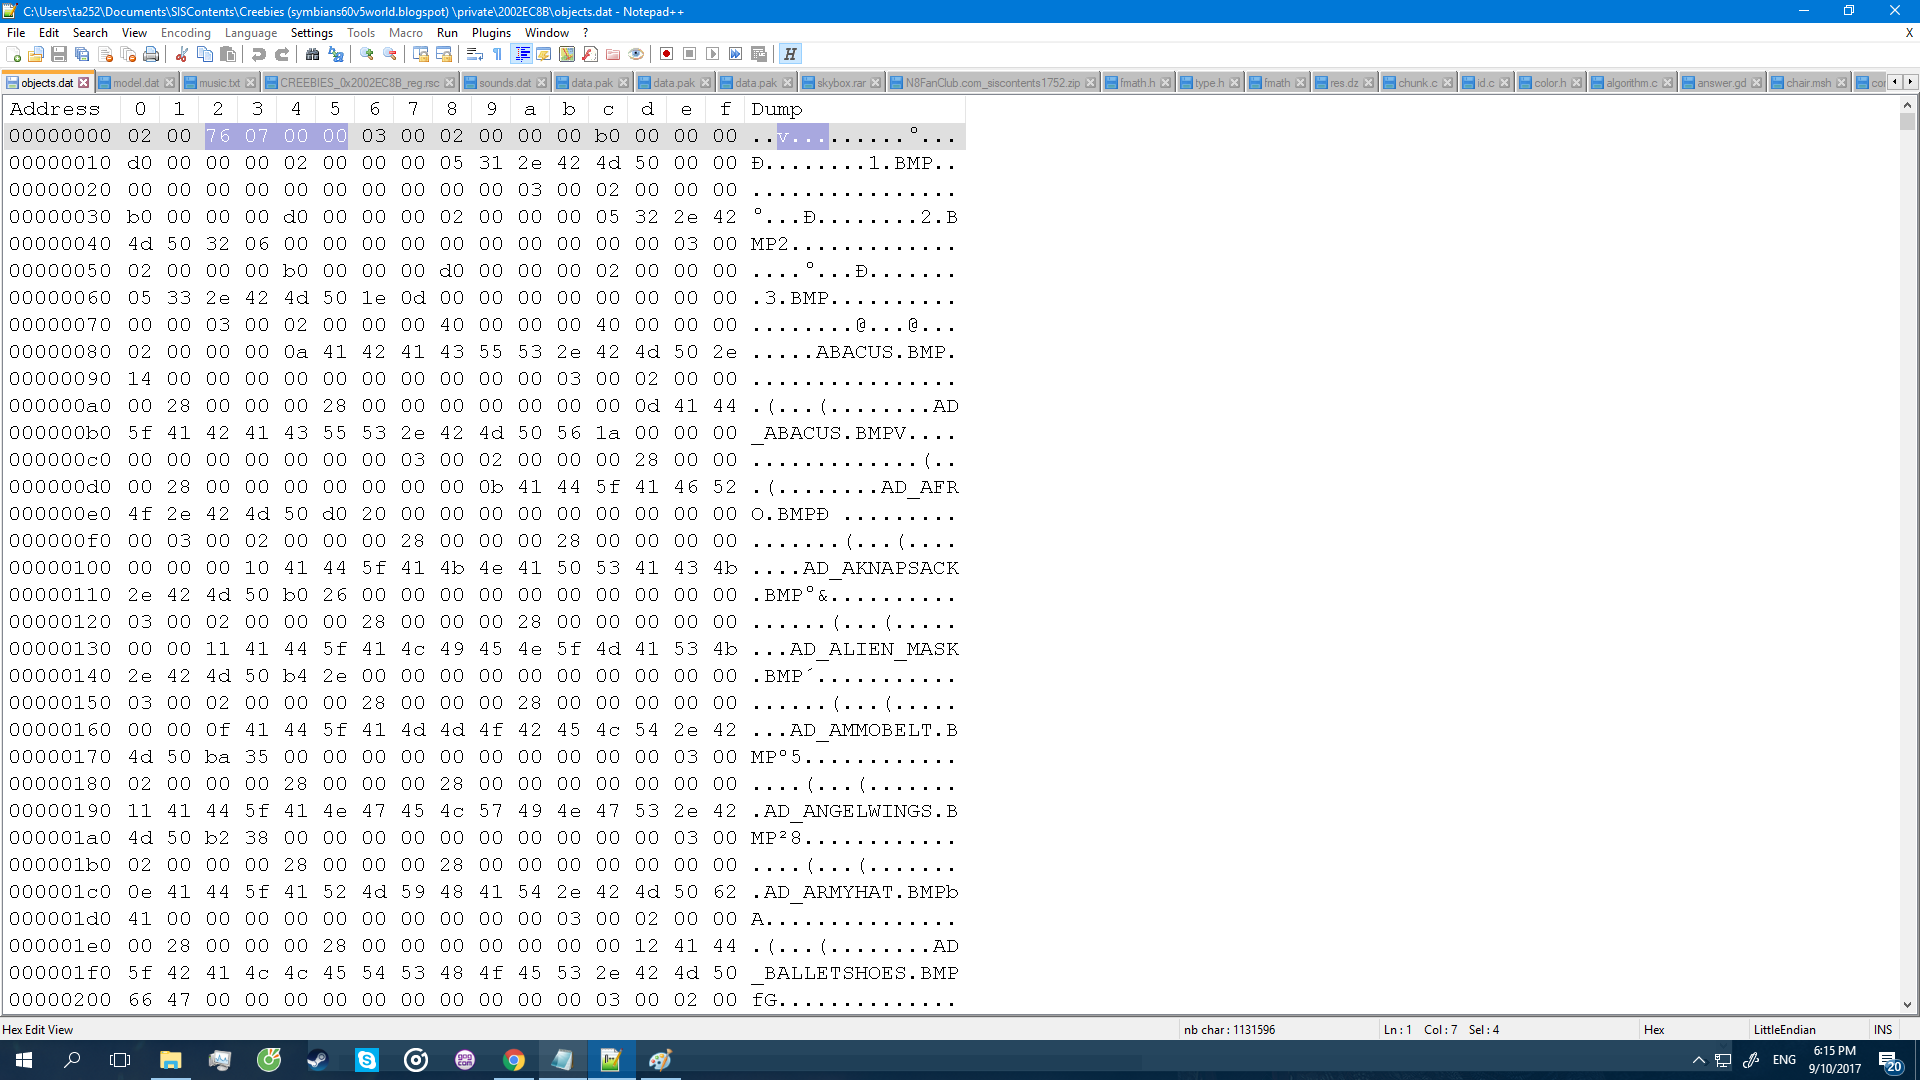 C:\Users\ta252\Documents\SISContents\Creebies (symbians60v5world.blogspot) \private\2002EC8B\objects.dat - Notepad++
File Edit Search View Encoding Language Settings Tools Macro Run Plugins Window ? X
objects.dat model.dat music.txt CREEBIES_0x2002EC8B_reg.rsc sounds.dat data.pak data.pak data.pak skybox.rar N8FanClub.com_siscontents1752.zip fmath.h type.h fmath res.dz chunk.c id.c color.h algorithm.c answer.gd chair.msh
Address 0 1 2 3 4 5 6 7 8 9 a b c d e f Dump
00000000 02 00 76 07 00 00 03 00 02 00 00 00 b0 00 00 00 ..v.......°...
00000010 d0 00 00 00 02 00 00 00 05 31 2e 42 4d 50 00 00 Ð........1.BMP..
00000020 00 00 00 00 00 00 00 00 00 00 03 00 02 00 00 00 ................
00000030 b0 00 00 00 d0 00 00 00 02 00 00 00 05 32 2e 42 °...Ð........2.B
00000040 4d 50 32 06 00 00 00 00 00 00 00 00 00 00 03 00 MP2.............
00000050 02 00 00 00 b0 00 00 00 d0 00 00 00 02 00 00 00 ....°...Ð.......
00000060 05 33 2e 42 4d 50 1e 0d 00 00 00 00 00 00 00 00 .3.BMP..........
00000070 00 00 03 00 02 00 00 00 40 00 00 00 40 00 00 00 ........@...@...
00000080 02 00 00 00 0a 41 42 41 43 55 53 2e 42 4d 50 2e .....ABACUS.BMP.
00000090 14 00 00 00 00 00 00 00 00 00 00 03 00 02 00 00 ................
000000a0 00 28 00 00 00 28 00 00 00 00 00 00 00 0d 41 44 .(...(........AD
000000b0 5f 41 42 41 43 55 53 2e 42 4d 50 56 1a 00 00 00 _ABACUS.BMPV....
000000c0 00 00 00 00 00 00 00 03 00 02 00 00 00 28 00 00 .............(..
000000d0 00 28 00 00 00 00 00 00 00 0b 41 44 5f 41 46 52 .(........AD_AFR
000000e0 4f 2e 42 4d 50 d0 20 00 00 00 00 00 00 00 00 00 O.BMPÐ .........
000000f0 00 03 00 02 00 00 00 28 00 00 00 28 00 00 00 00 .......(...(....
00000100 00 00 00 10 41 44 5f 41 4b 4e 41 50 53 41 43 4b ....AD_AKNAPSACK
00000110 2e 42 4d 50 b0 26 00 00 00 00 00 00 00 00 00 00 .BMP°&..........
00000120 03 00 02 00 00 00 28 00 00 00 28 00 00 00 00 00 ......(...(.....
00000130 00 00 11 41 44 5f 41 4c 49 45 4e 5f 4d 41 53 4b ...AD_ALIEN_MASK
00000140 2e 42 4d 50 b4 2e 00 00 00 00 00 00 00 00 00 00 .BMP´...........
00000150 03 00 02 00 00 00 28 00 00 00 28 00 00 00 00 00 ......(...(.....
00000160 00 00 0f 41 44 5f 41 4d 4d 4f 42 45 4c 54 2e 42 ...AD_AMMOBELT.B
00000170 4d 50 ba 35 00 00 00 00 00 00 00 00 00 00 03 00 MPº5............
00000180 02 00 00 00 28 00 00 00 28 00 00 00 00 00 00 00 ....(...(.......
00000190 11 41 44 5f 41 4e 47 45 4c 57 49 4e 47 53 2e 42 .AD_ANGELWINGS.B
000001a0 4d 50 b2 38 00 00 00 00 00 00 00 00 00 00 03 00 MP²8............
000001b0 02 00 00 00 28 00 00 00 28 00 00 00 00 00 00 00 ....(...(.......
000001c0 0e 41 44 5f 41 52 4d 59 48 41 54 2e 42 4d 50 62 .AD_ARMYHAT.BMPb
000001d0 41 00 00 00 00 00 00 00 00 00 00 03 00 02 00 00 A...............
000001e0 00 28 00 00 00 28 00 00 00 00 00 00 00 12 41 44 .(...(........AD
000001f0 5f 42 41 4c 4c 45 54 53 48 4f 45 53 2e 42 4d 50 _BALLETSHOES.BMP
00000200 66 47 00 00 00 00 00 00 00 00 00 00 03 00 02 00 fG..............
Hex Edit View nb char : 1131596 Ln : 1 Col : 7 Sel : 4 Hex LittleEndian INS
ENG 6:15 PM
9/10/2017 20